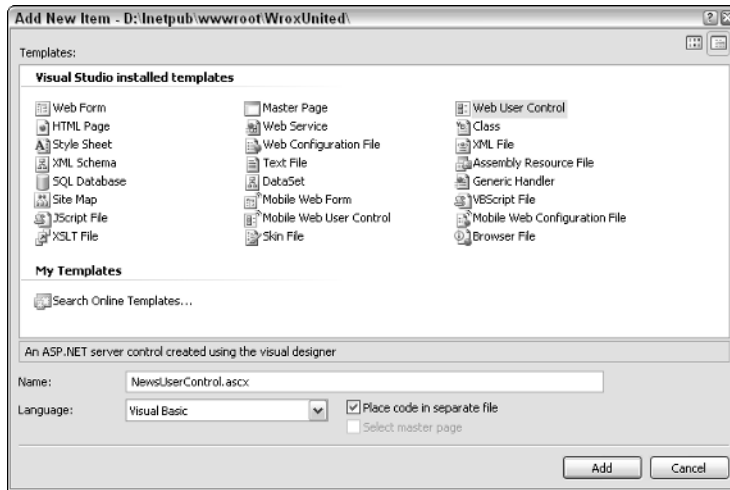 Add New Item - D:\Inetpub\wwwroot\WroxUnited\
Templates:
Visual Studio installed templates
Web Form Master Page Web User Control
HTML Page Web Service Class
Style Sheet Web Configuration File XML File
XML Schema Text File Assembly Resource File
SQL Database DataSet Generic Handler
Site Map Mobile Web Form VBScript File
JScript File Mobile Web User Control Mobile Web Configuration File
XSLT File Skin File Browser File
My Templates
Search Online Templates...
An ASP.NET server control created using the visual designer
Name: NewsUserControl.ascx
Language: Visual Basic Place code in separate file
Select master page
Add Cancel